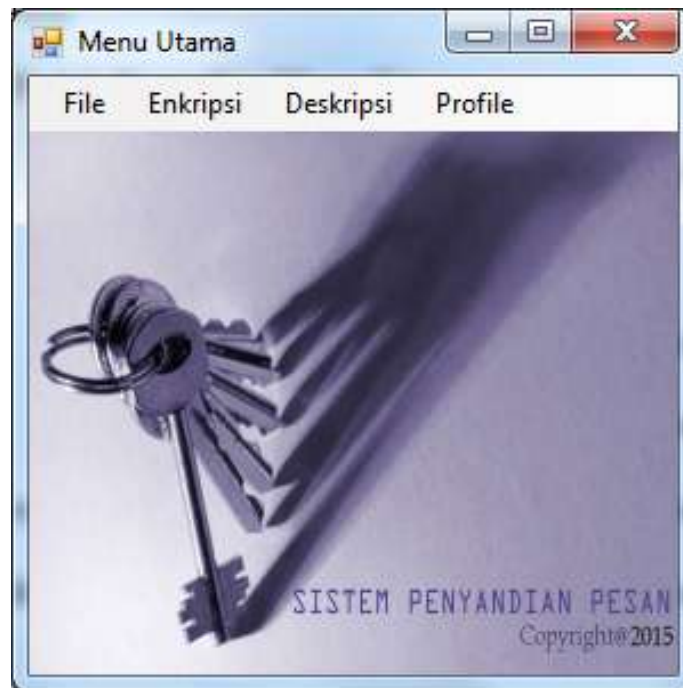 Menu Utama
File Enkripsi Deskripsi Profile
SISTEM PENYANDIAN PESAN
Copyright@2015